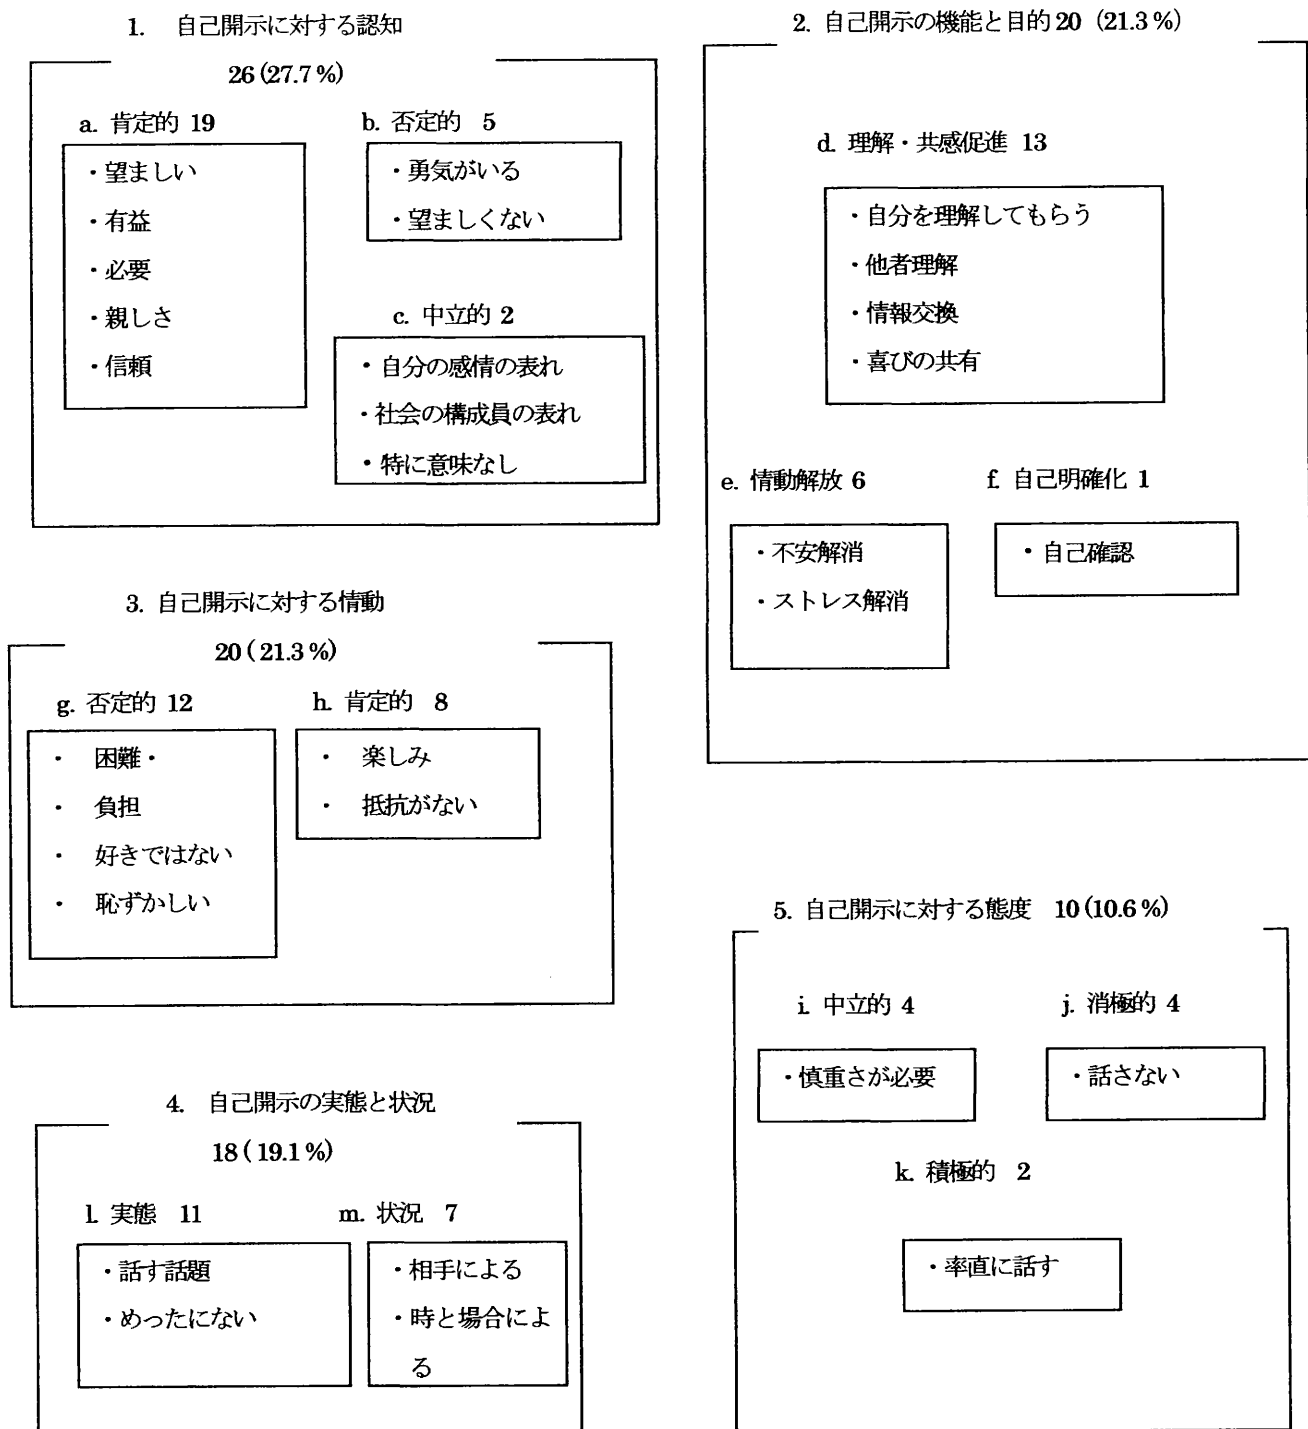 1.　自己開示に対する認知
26 (27.7 %)
a. 肯定的 19
・望ましい
・有益
・必要
・親しさ
・信頼
b. 否定的　5
・勇気がいる
・望ましくない
c. 中立的 2
・自分の感情の表れ
・社会の構成員の表れ
・特に意味なし
2. 自己開示の機能と目的 20 (21.3 %)
d. 理解・共感促進 13
・自分を理解してもらう
・他者理解
・情報交換
・喜びの共有
e. 情動解放 6
・不安解消
・ストレス解消
f. 自己明確化 1
・自己確認
3. 自己開示に対する情動
20 ( 21.3 %)
g. 否定的 12
・　困難・
・　負担
・　好きではない
・　恥ずかしい
h. 肯定的　8
・　楽しみ
・　抵抗がない
4.　自己開示の実態と状況
18 ( 19.1 %)
l. 実態　11
・話す話題
・めったにない
m. 状況　7
・相手による
・時と場合によ
る
5. 自己開示に対する態度　10 (10.6 %)
i. 中立的 4
・慎重さが必要
j. 消極的 4
・話さない
k. 積極的　2
・率直に話す